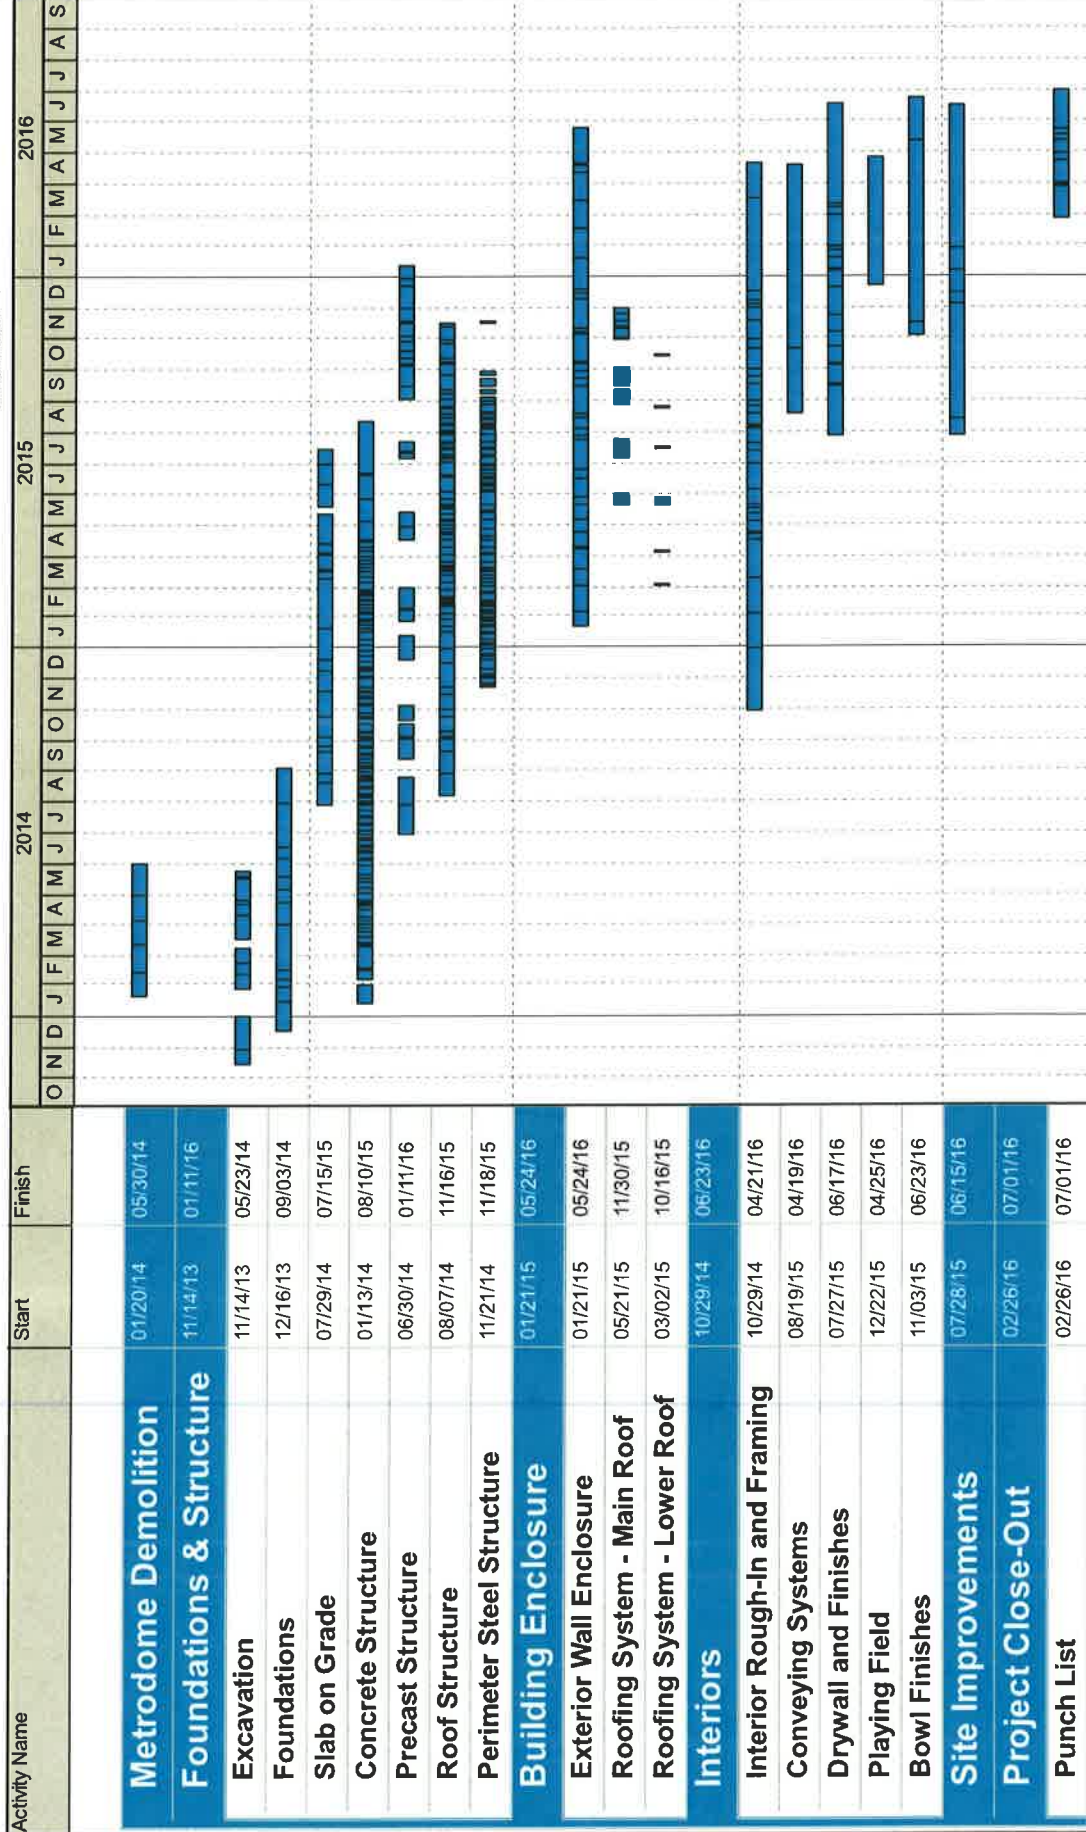 Activity Name Start Finish 2014 2015 2016
O N D J F M A M J J A S O N D J F M A M J J A S O N D J F M A M J J A S
Metrodome Demolition 01/20/14 05/30/14
Foundations & Structure 11/14/13 01/11/16
Excavation 11/14/13 05/23/14
Foundations 12/16/13 09/03/14
Slab on Grade 07/29/14 07/15/15
Concrete Structure 01/13/14 08/10/15
Precast Structure 06/30/14 01/11/16
Roof Structure 08/07/14 11/16/15
Perimeter Steel Structure 11/21/14 11/18/15
Building Enclosure 01/21/15 05/24/16
Exterior Wall Enclosure 01/21/15 05/24/16
Roofing System - Main Roof 05/21/15 11/30/15
Roofing System - Lower Roof 03/02/15 10/16/15
Interiors 10/29/14 06/23/16
Interior Rough-In and Framing 10/29/14 04/21/16
Conveying Systems 08/19/15 04/19/16
Drywall and Finishes 07/27/15 06/17/16
Playing Field 12/22/15 04/25/16
Bowl Finishes 11/03/15 06/23/16
Site Improvements 07/28/15 06/15/16
Project Close-Out 02/26/16 07/01/16
Punch List 02/26/16 07/01/16